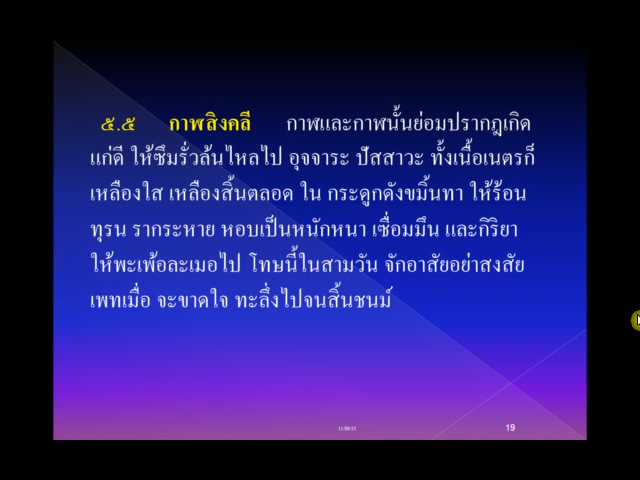 ๕.๕ กาฬสิงคลี กาฬและกาฬนั้นย่อมปรากฎเกิด
แก่ดี ให้ซึมรั่วล้นไหลไป อุจจาระ ปัสสาวะ ทั้งเนื้อเนตรก็
เหลืองใส เหลืองสิ้นตลอด ใน กระดูกดังขมิ้นทา ให้ร้อน
ทุรน รากระหาย หอบเป็นหนักหนา เซื่อมมึน และกิริยา
ให้พะเพ้อละเมอไป โทษนี้ในสามวัน จักอาสัยอย่าสงสัย
เพทเมื่อ จะขาดใจ ทะลึ่งไปจนสิ้นชนม์
19